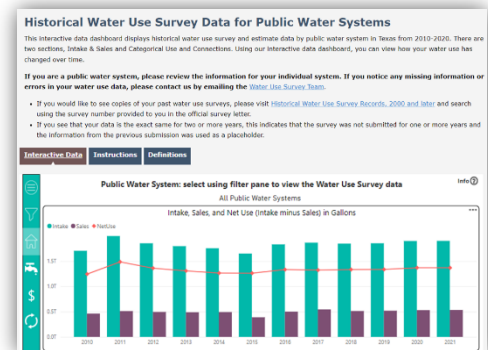 Historical Water Use Survey Data for Public Water Systems
This interactive data dashboard displays historical water use survey and estimate data by public water system in Texas from 2010-2020. There are
two sections, Intake & Sales and Categorical Use and Connections. Using our interactive data dashboard, you can view how your water use has
changed over time.
If you are a public water system, please review the information for your individual system. If you notice any missing information or
errors in your water use data, please contact us by emailing the Water Use Survey Team.
• If you would like to see copies of your past water use surveys, please visit Historical Water Use Survey Records, 2000 and later and search
using the survey number provided to you in the official survey letter.
• If you see that your data is the exact same for two or more years, this indicates that the survey was not submitted for one or more years and
the information from the previous submission was used as a placeholder.
Interactive Data Instructions Definitions
Public Water System: select using filter pane to view the Water Use Survey data
Info ?
All Public Water Systems
Intake, Sales, and Net Use (Intake minus Sales) in Gallons
Intake Sales NetUse
1.5T
1.0T
0.5T
0.0T
2010 2011 2012 2013 2014 2015 2016 2017 2018 2019 2020 2021
$